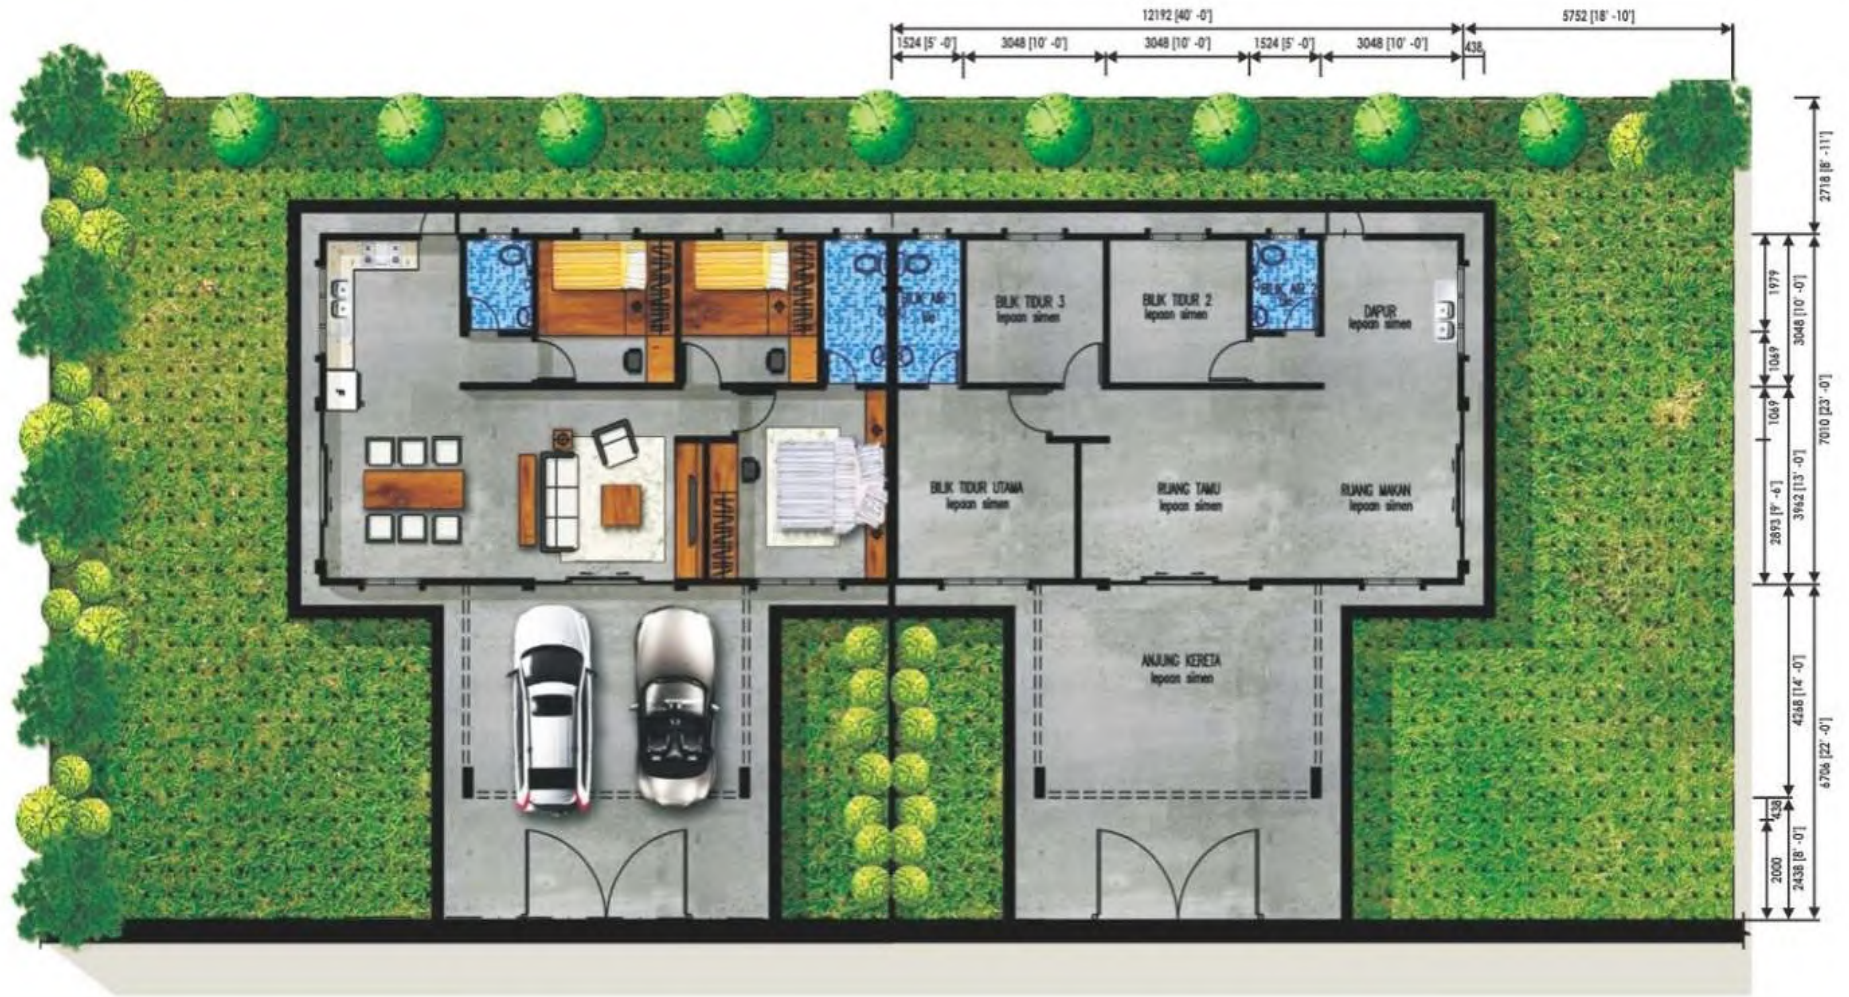 12192 [40' -0"]
5752 [18' -10"]
1524 [5' -0"]
3048 [10' -0"]
3048 [10' -0"]
1524 [5' -0"]
3048 [10' -0"]
438
2718 [8' -11"]
BILIK AIR
BILIK TIDUR 3
lepaan simen
BILIK TIDUR 2
lepaan simen
BILIK AIR 2
DAPUR
lepaan simen
1979
3048 [10' -0"]
1069
1069
7010 [23' -0"]
BILIK TIDUR UTAMA
lepaan simen
RUANG TAMU
lepaan simen
RUANG MAKAN
lepaan simen
2893 [9' -6"]
3962 [13' -0"]
ANJUNG KERETA
lepaan simen
4268 [14' -0"]
6706 [22' -0"]
438
2000
2438 [8' -0"]